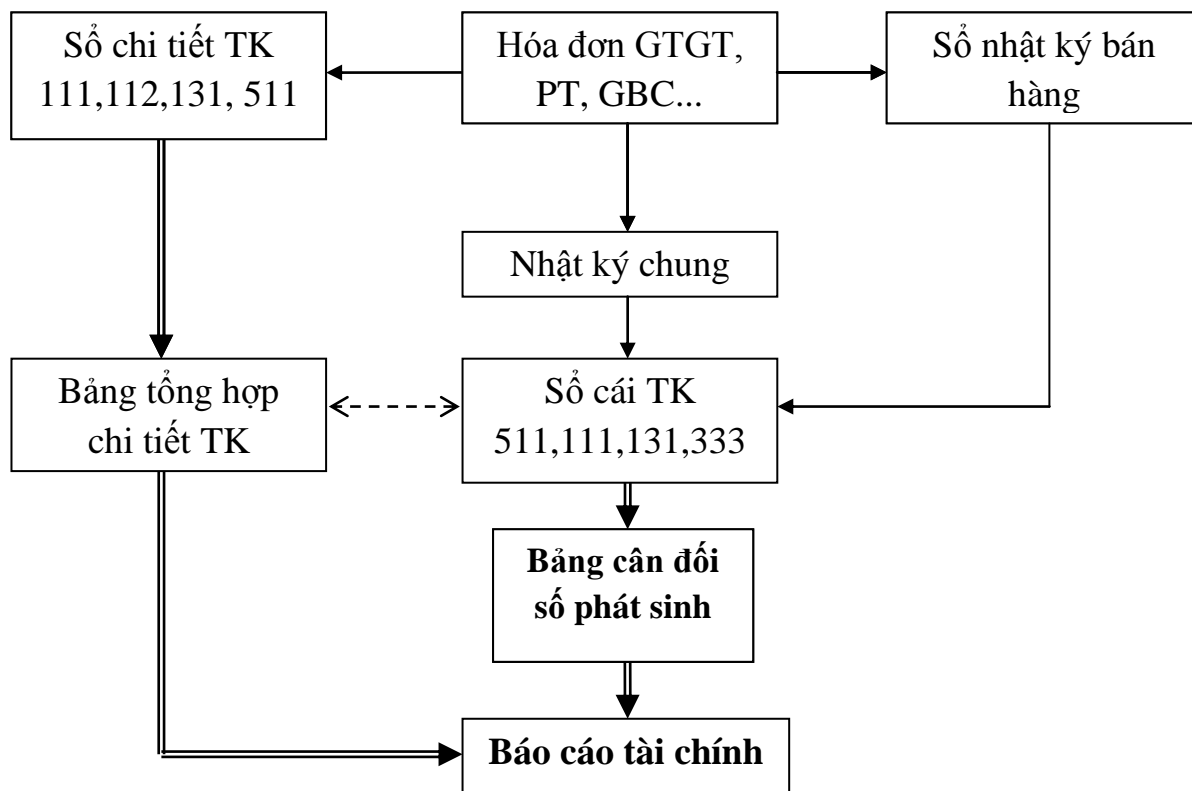 Sổ chi tiết TK
111,112,131, 511
Hóa đơn GTGT,
PT, GBC...
Sổ nhật ký bán
hàng
Nhật ký chung
Bảng tổng hợp
chi tiết TK
Sổ cái TK
511,111,131,333
Bảng cân đối
số phát sinh
Báo cáo tài chính